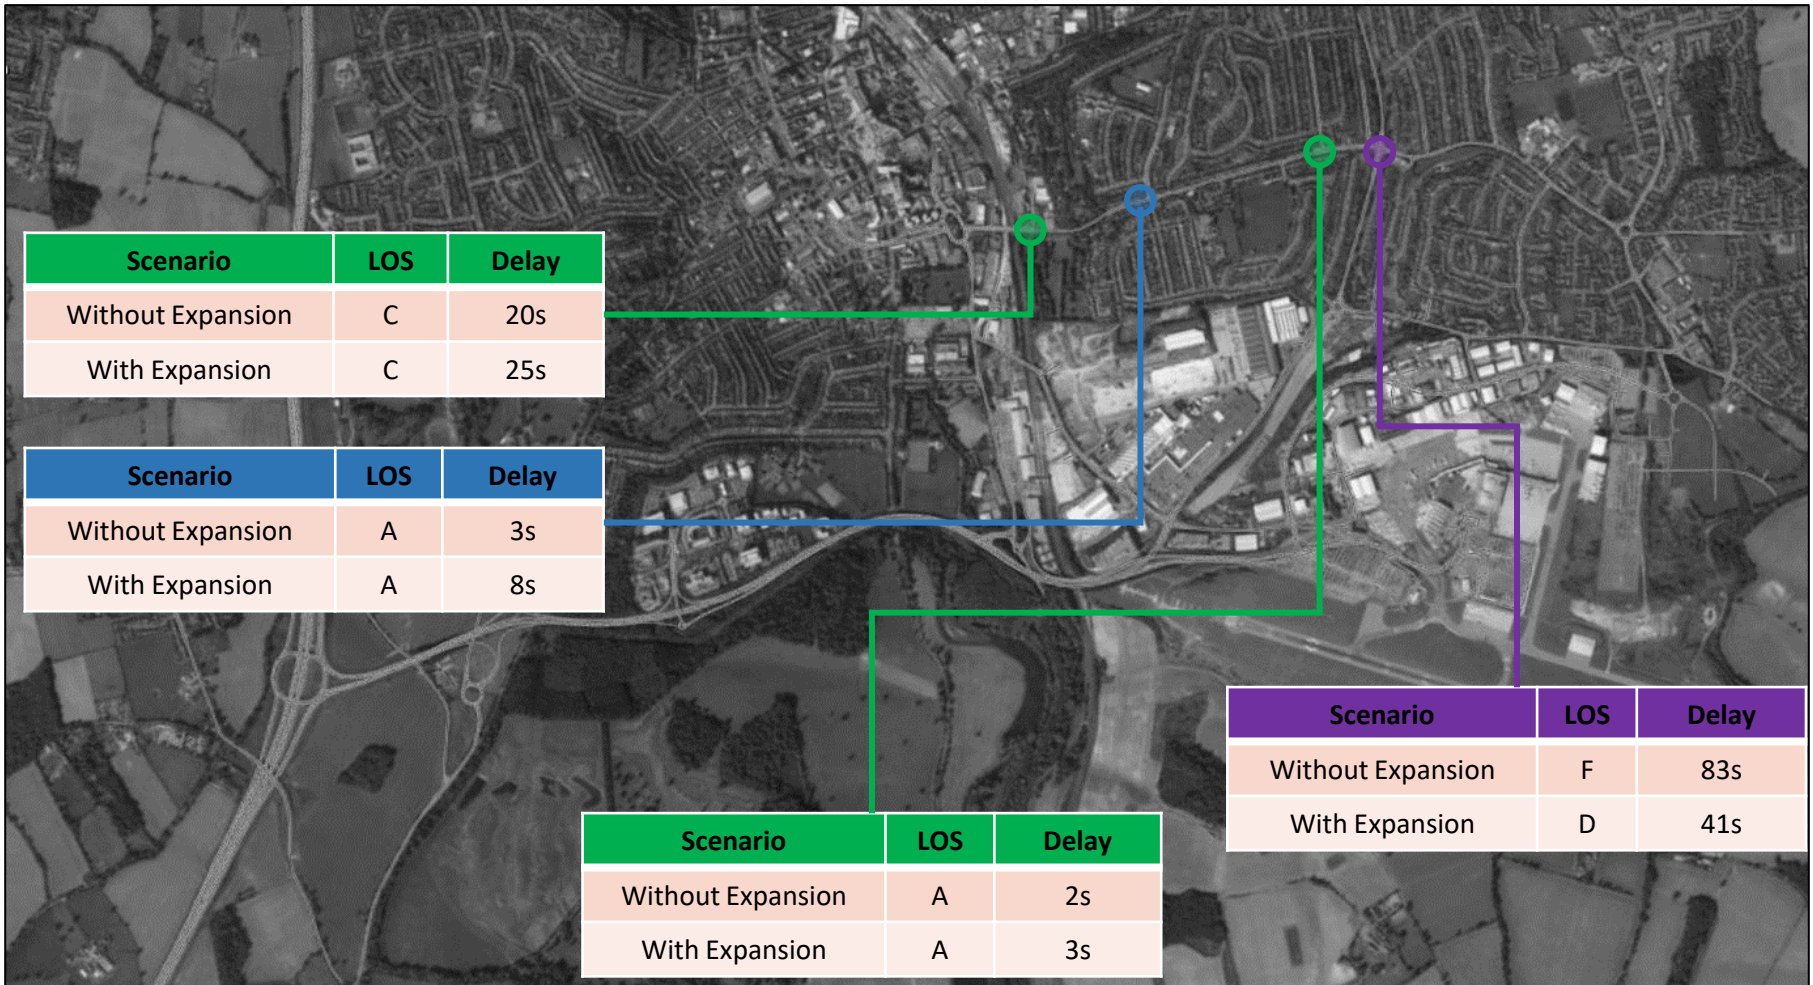 Scenario LOS Delay
Without Expansion C 20s
With Expansion C 25s
Scenario LOS Delay
Without Expansion A 3s
With Expansion A 8s
Scenario LOS Delay
Without Expansion F 83s
With Expansion D 41s
Scenario LOS Delay
Without Expansion A 2s
With Expansion A 3s